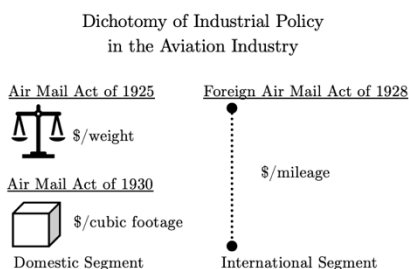 Dichotomy of Industrial Policy
in the Aviation Industry
Air Mail Act of 1925
$/weight
Air Mail Act of 1930
$/cubic footage
Domestic Segment
Foreign Air Mail Act of 1928
$/mileage
International Segment